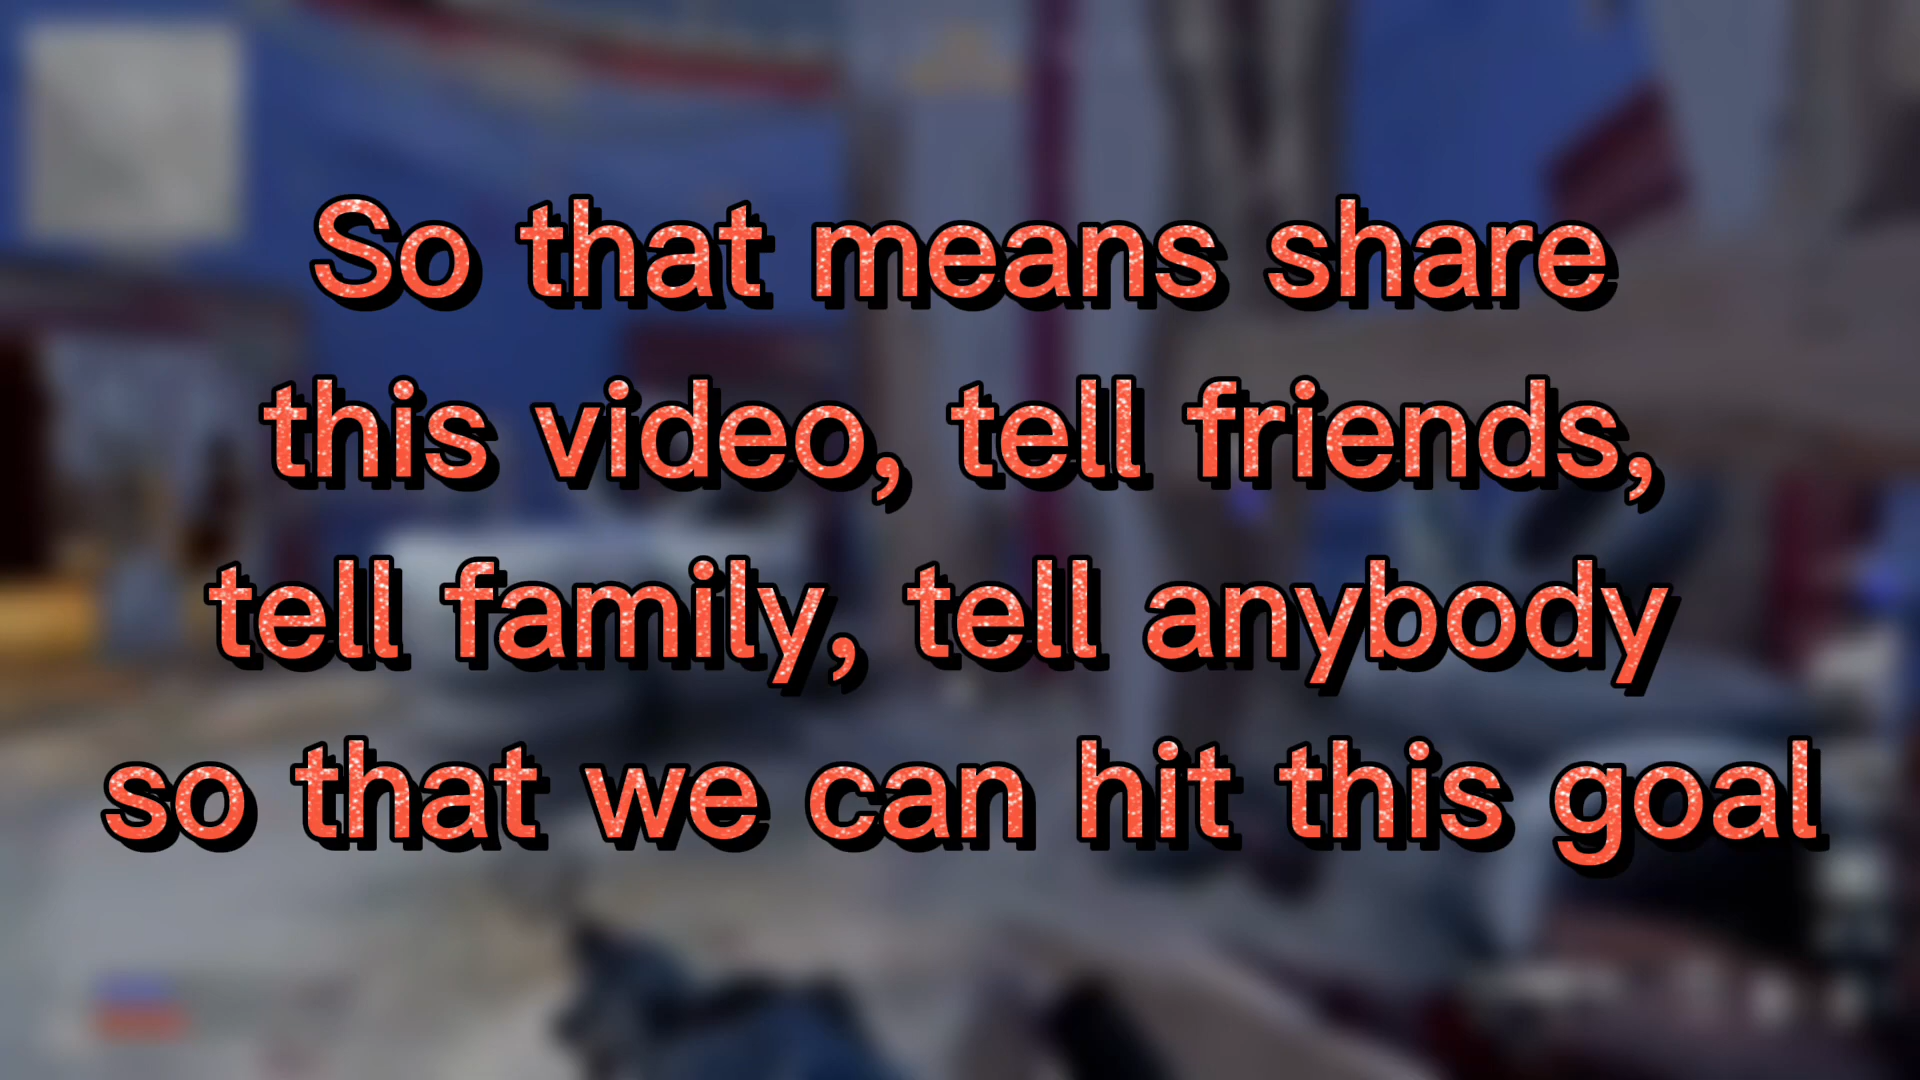 So that means share
this video, tell friends,
tell family, tell anybody
so that we can hit this goal